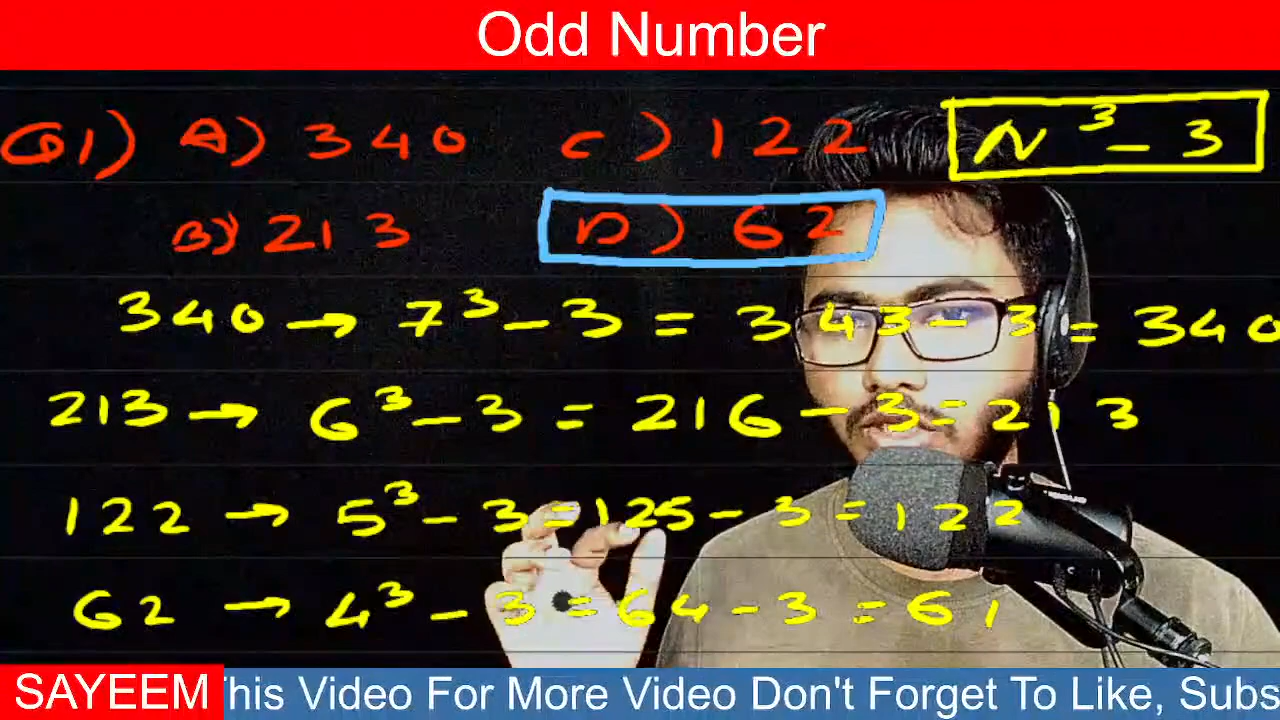 Odd Number
Q1) A) 340 C) 122 N³ - 3
B) 213 D) 62
340 → 7³ - 3 = 343 - 3 = 340
213 → 6³ - 3 = 216 - 3 = 213
122 → 5³ - 3 = 125 - 3 = 122
62 → 4³ - 3 = 64 - 3 = 61
SAYEEM This Video For More Video Don't Forget To Like, Subs